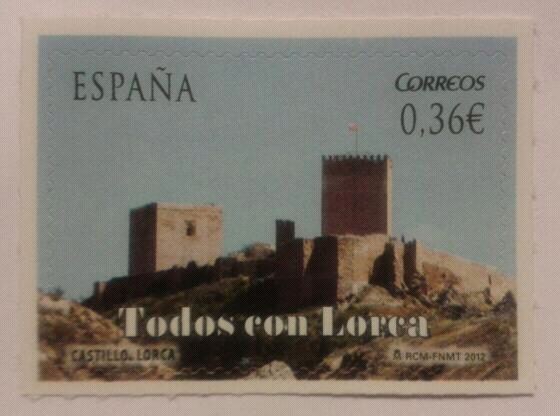 ESPAÑA
CORREOS
0,36€
Todos con Lorca
CASTILLO. LORCA
RCM-FNMT 2012